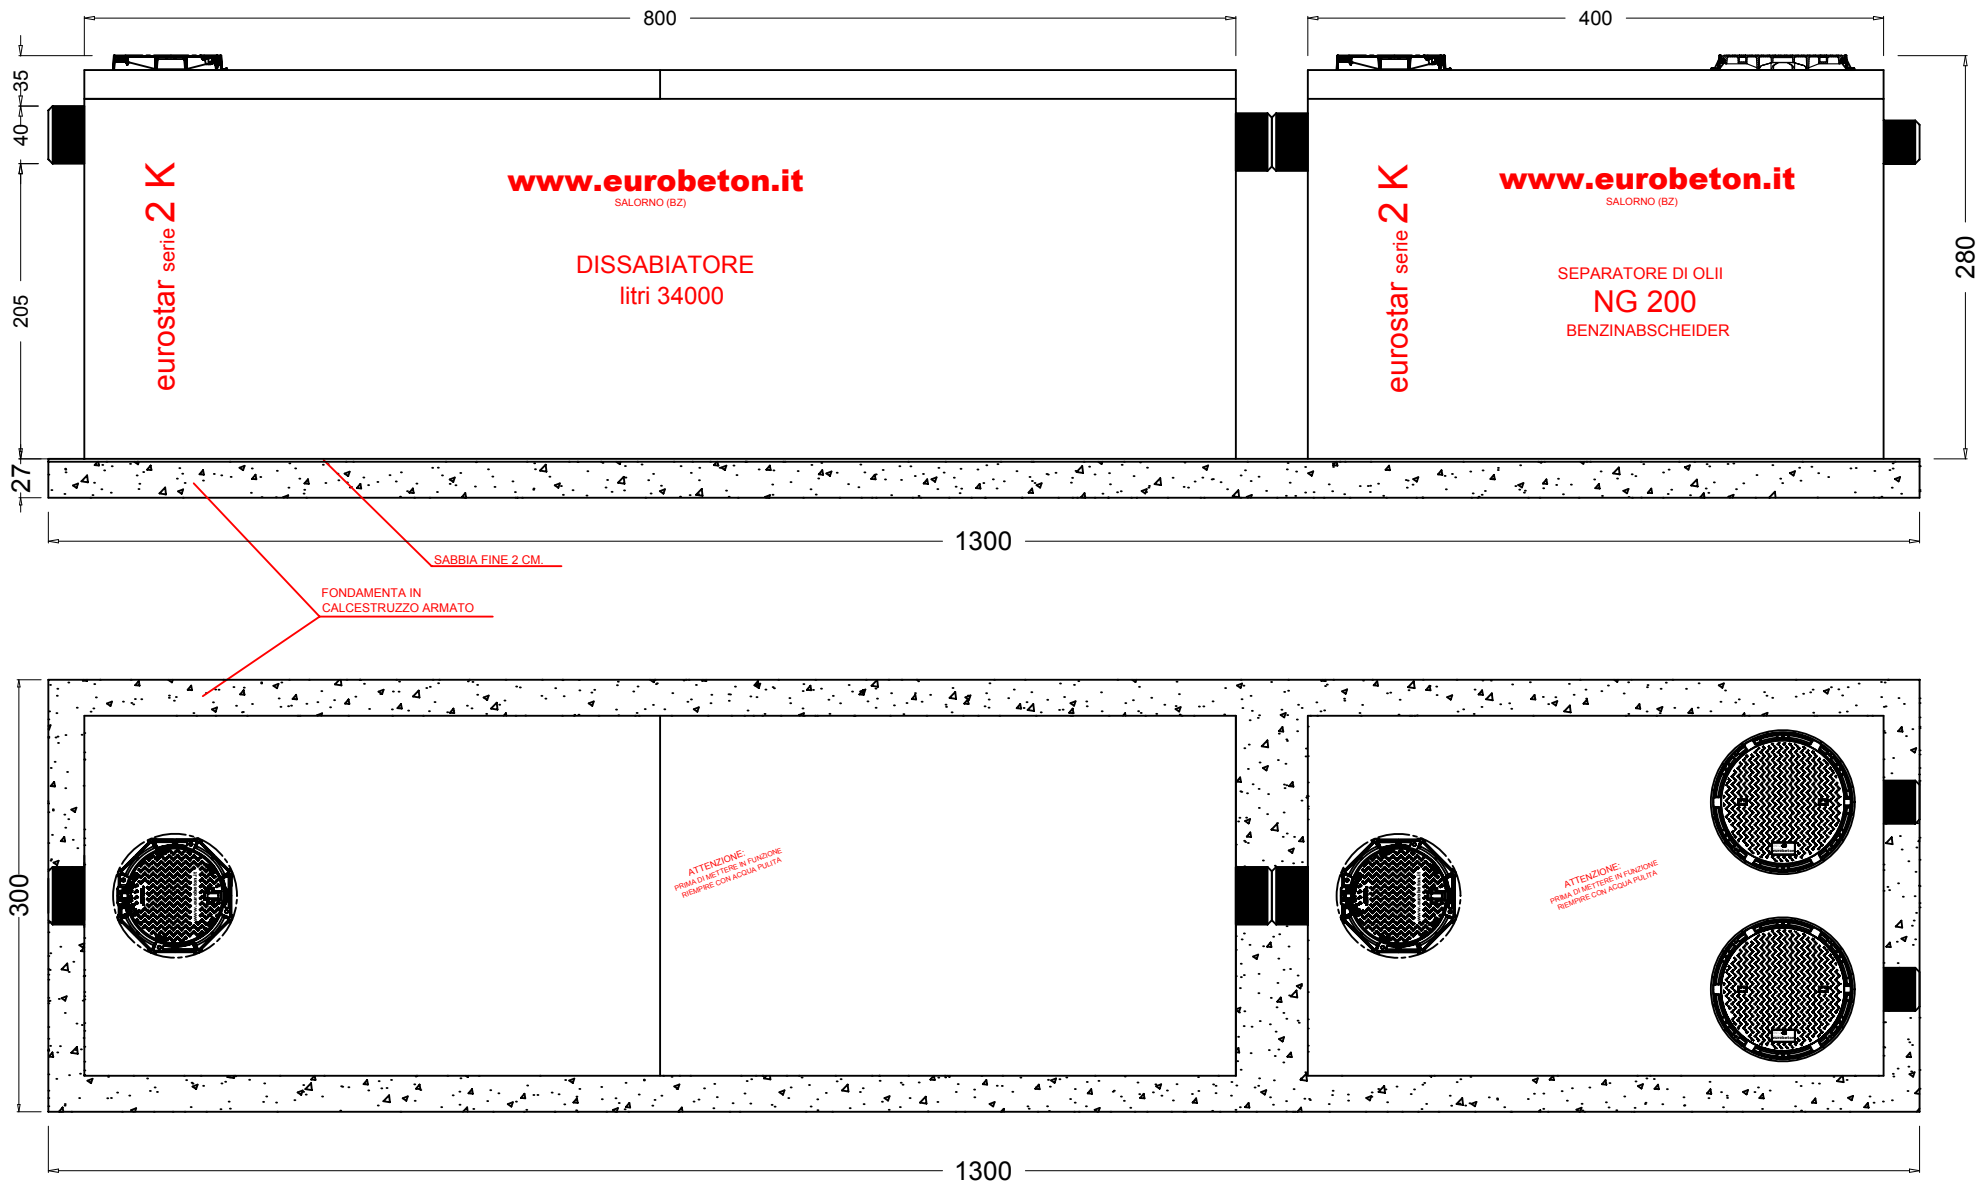 800
400
35
40
205
27
280
eurostar serie 2 K
www.eurobeton.it
SALORNO (BZ)
DISSABIATORE
litri 34000
eurostar serie 2 K
www.eurobeton.it
SALORNO (BZ)
SEPARATORE DI OLII
NG 200
BENZINABSCHEIDER
1300
SABBIA FINE 2 CM.
FONDAMENTA IN
CALCESTRUZZO ARMATO
300
ATTENZIONE:
PRIMA DI METTERE IN FUNZIONE
RIEMPIRE CON ACQUA PULITA
ATTENZIONE:
PRIMA DI METTERE IN FUNZIONE
RIEMPIRE CON ACQUA PULITA
eurobeton
eurobeton
1300